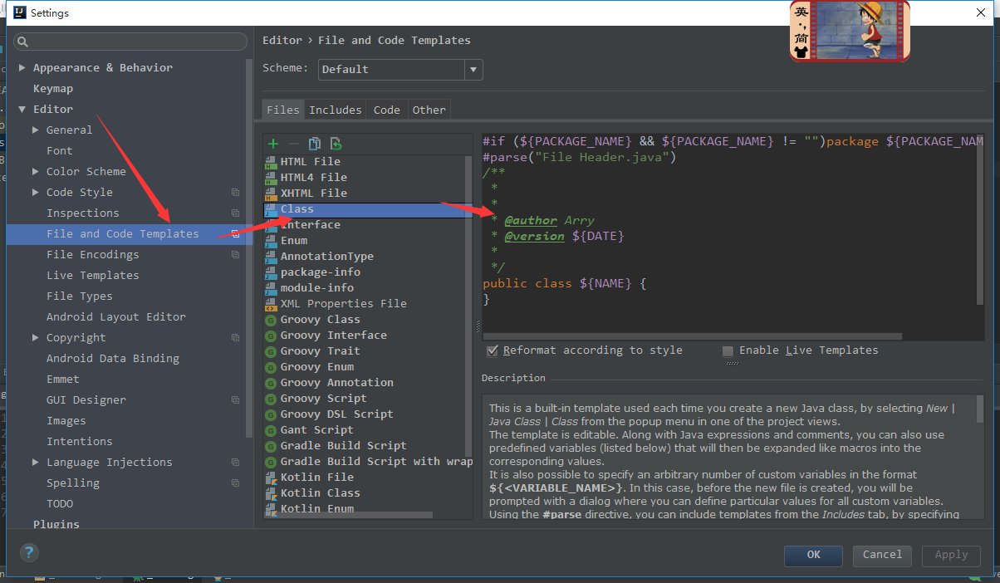 Settings
英
简
Editor › File and Code Templates
Scheme: Default
Appearance & Behavior
Keymap
Editor
General
Font
Color Scheme
Code Style
Inspections
File and Code Templates
File Encodings
Live Templates
File Types
Android Layout Editor
Copyright
Android Data Binding
Emmet
GUI Designer
Images
Intentions
Language Injections
Spelling
TODO
Plugins
Files Includes Code Other
HTML File
HTML4 File
XHTML File
Class
Interface
Enum
AnnotationType
package-info
module-info
XML Properties File
Groovy Class
Groovy Interface
Groovy Trait
Groovy Enum
Groovy Annotation
Groovy Script
Groovy DSL Script
Gant Script
Gradle Build Script
Gradle Build Script with wrap
Kotlin File
Kotlin Class
Kotlin Enum
#if (${PACKAGE_NAME} && ${PACKAGE_NAME} != "")package ${PACKAGE_NAM
#parse("File Header.java")
/**
*
*
* @author Arry
* @version ${DATE}
*
*/
public class ${NAME} {
}
Reformat according to style Enable Live Templates
Description
This is a built-in template used each time you create a new Java class, by selecting New |
Java Class | Class from the popup menu in one of the project views.
The template is editable. Along with Java expressions and comments, you can also use
predefined variables (listed below) that will then be expanded like macros into the
corresponding values.
It is also possible to specify an arbitrary number of custom variables in the format
${<VARIABLE_NAME>}. In this case, before the new file is created, you will be
prompted with a dialog where you can define particular values for all custom variables.
Using the #parse directive, you can include templates from the Includes tab, by specifying
?
OK Cancel Apply